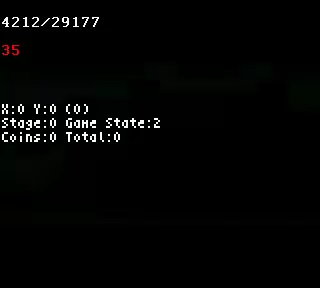 4212/29177
35
X:0 Y:0 (0)
Stage:0 Game State:2
Coins:0 Total:0